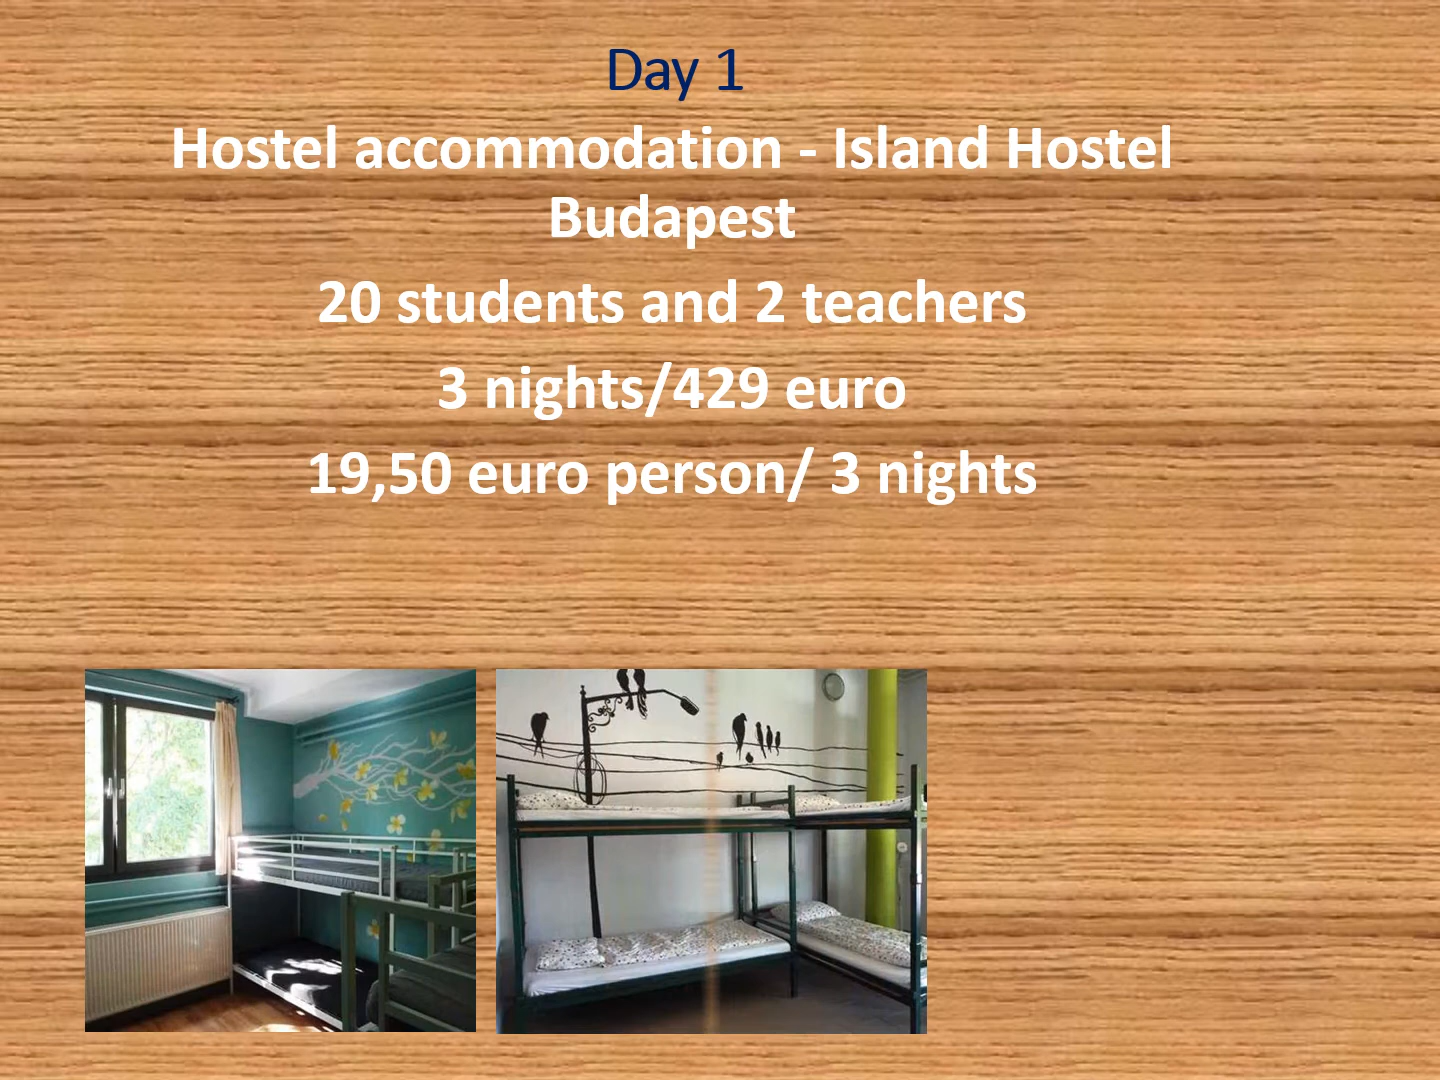 Day 1
Hostel accommodation - Island Hostel
Budapest
20 students and 2 teachers
3 nights/429 euro
19,50 euro person/ 3 nights